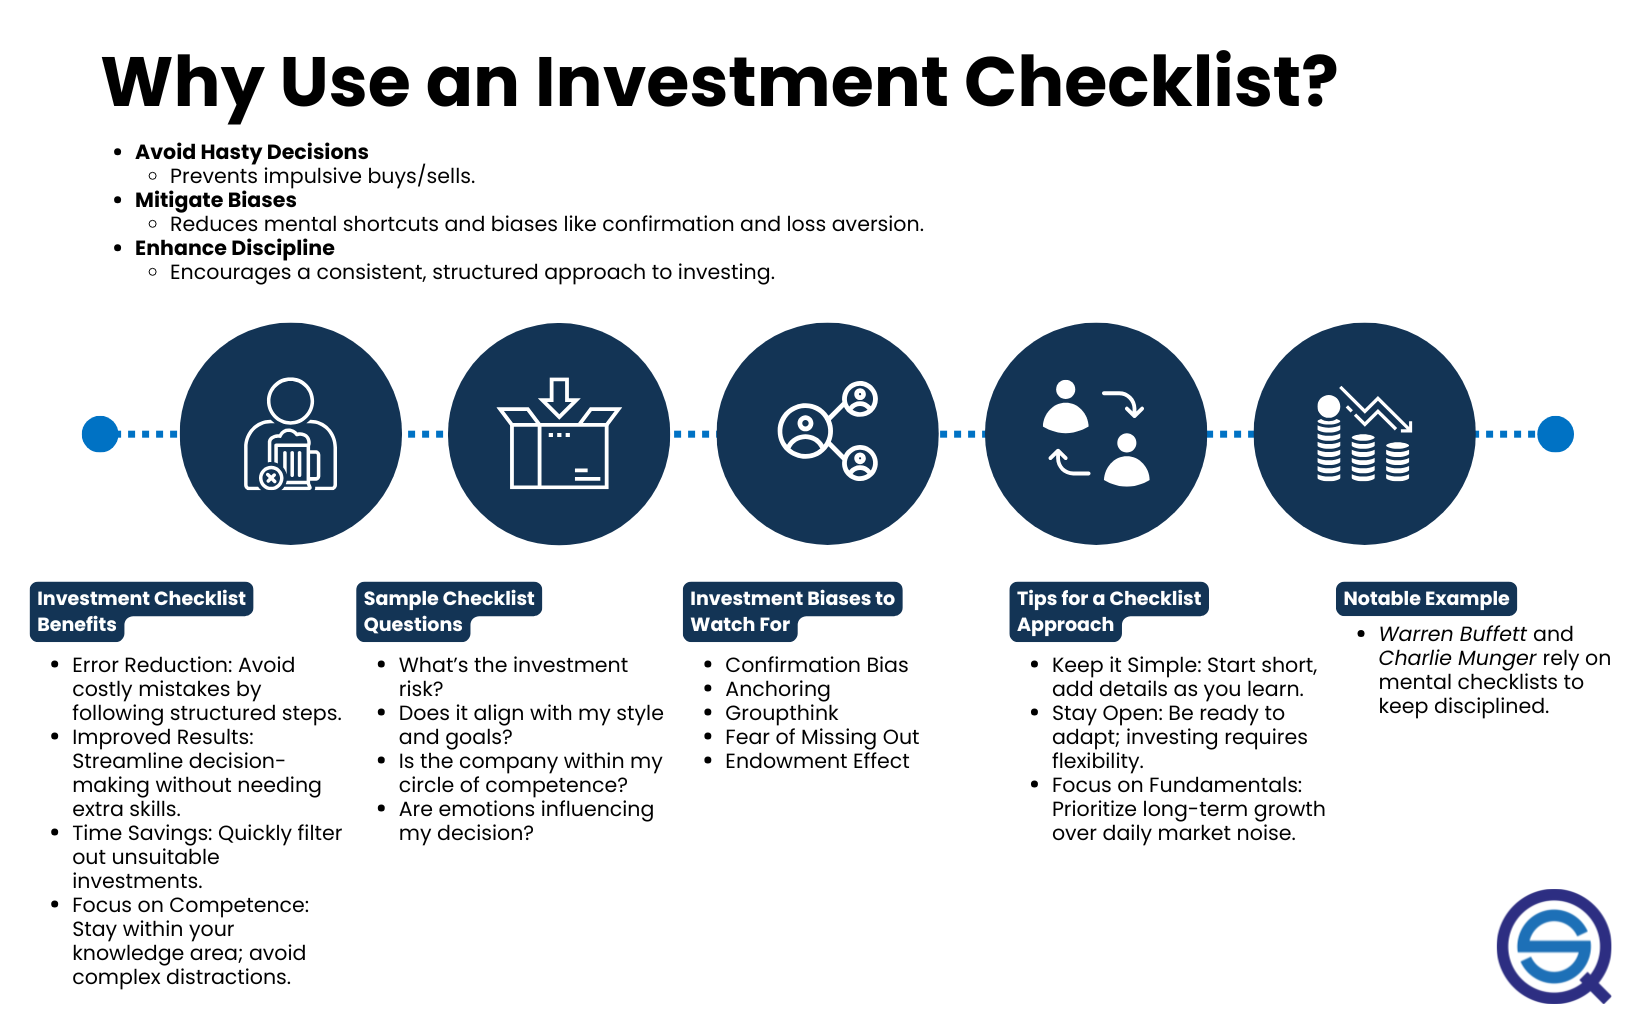 Why Use an Investment Checklist?
• Avoid Hasty Decisions
◦ Prevents impulsive buys/sells.
• Mitigate Biases
◦ Reduces mental shortcuts and biases like confirmation and loss aversion.
• Enhance Discipline
◦ Encourages a consistent, structured approach to investing.
Investment Checklist
Benefits
• Error Reduction: Avoid
costly mistakes by
following structured steps.
• Improved Results:
Streamline decision-
making without needing
extra skills.
• Time Savings: Quickly filter
out unsuitable
investments.
• Focus on Competence:
Stay within your
knowledge area; avoid
complex distractions.
Sample Checklist
Questions
• What’s the investment
risk?
• Does it align with my style
and goals?
• Is the company within my
circle of competence?
• Are emotions influencing
my decision?
Investment Biases to
Watch For
• Confirmation Bias
• Anchoring
• Groupthink
• Fear of Missing Out
• Endowment Effect
Tips for a Checklist
Approach
• Keep it Simple: Start short,
add details as you learn.
• Stay Open: Be ready to
adapt; investing requires
flexibility.
• Focus on Fundamentals:
Prioritize long-term growth
over daily market noise.
Notable Example
• Warren Buffett and
Charlie Munger rely on
mental checklists to
keep disciplined.